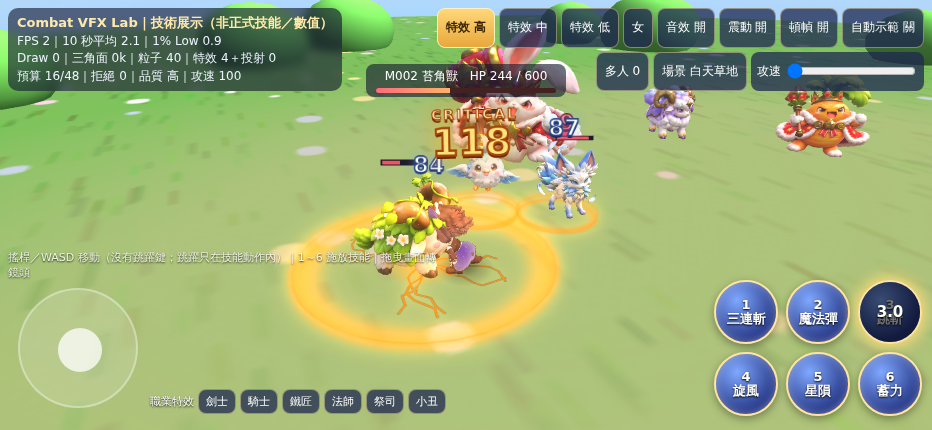 Combat VFX Lab｜技術展示（非正式技能／數值）
FPS 2｜10 秒平均 2.1｜1% Low 0.9
Draw 0｜三角面 0k｜粒子 40｜特效 4＋投射 0
預算 16/48｜拒絕 0｜品質 高｜攻速 100
特效 高
特效 中
特效 低
女
音效 開
震動 開
頓幀 開
自動示範 關
多人 0
場景 白天草地
攻速
M002 苔角獸 HP 244 / 600
CRITICAL
118
87
84
搖桿／WASD 移動（沒有跳躍鍵；跳躍只在技能動作內）｜1～6 施放技能｜拖曳畫面轉
鏡頭
1
三連斬
2
魔法彈
3
3.0
跳斬
4
旋風
5
星隕
6
蓄力
職業特效
劍士
騎士
鐵匠
法師
祭司
小丑